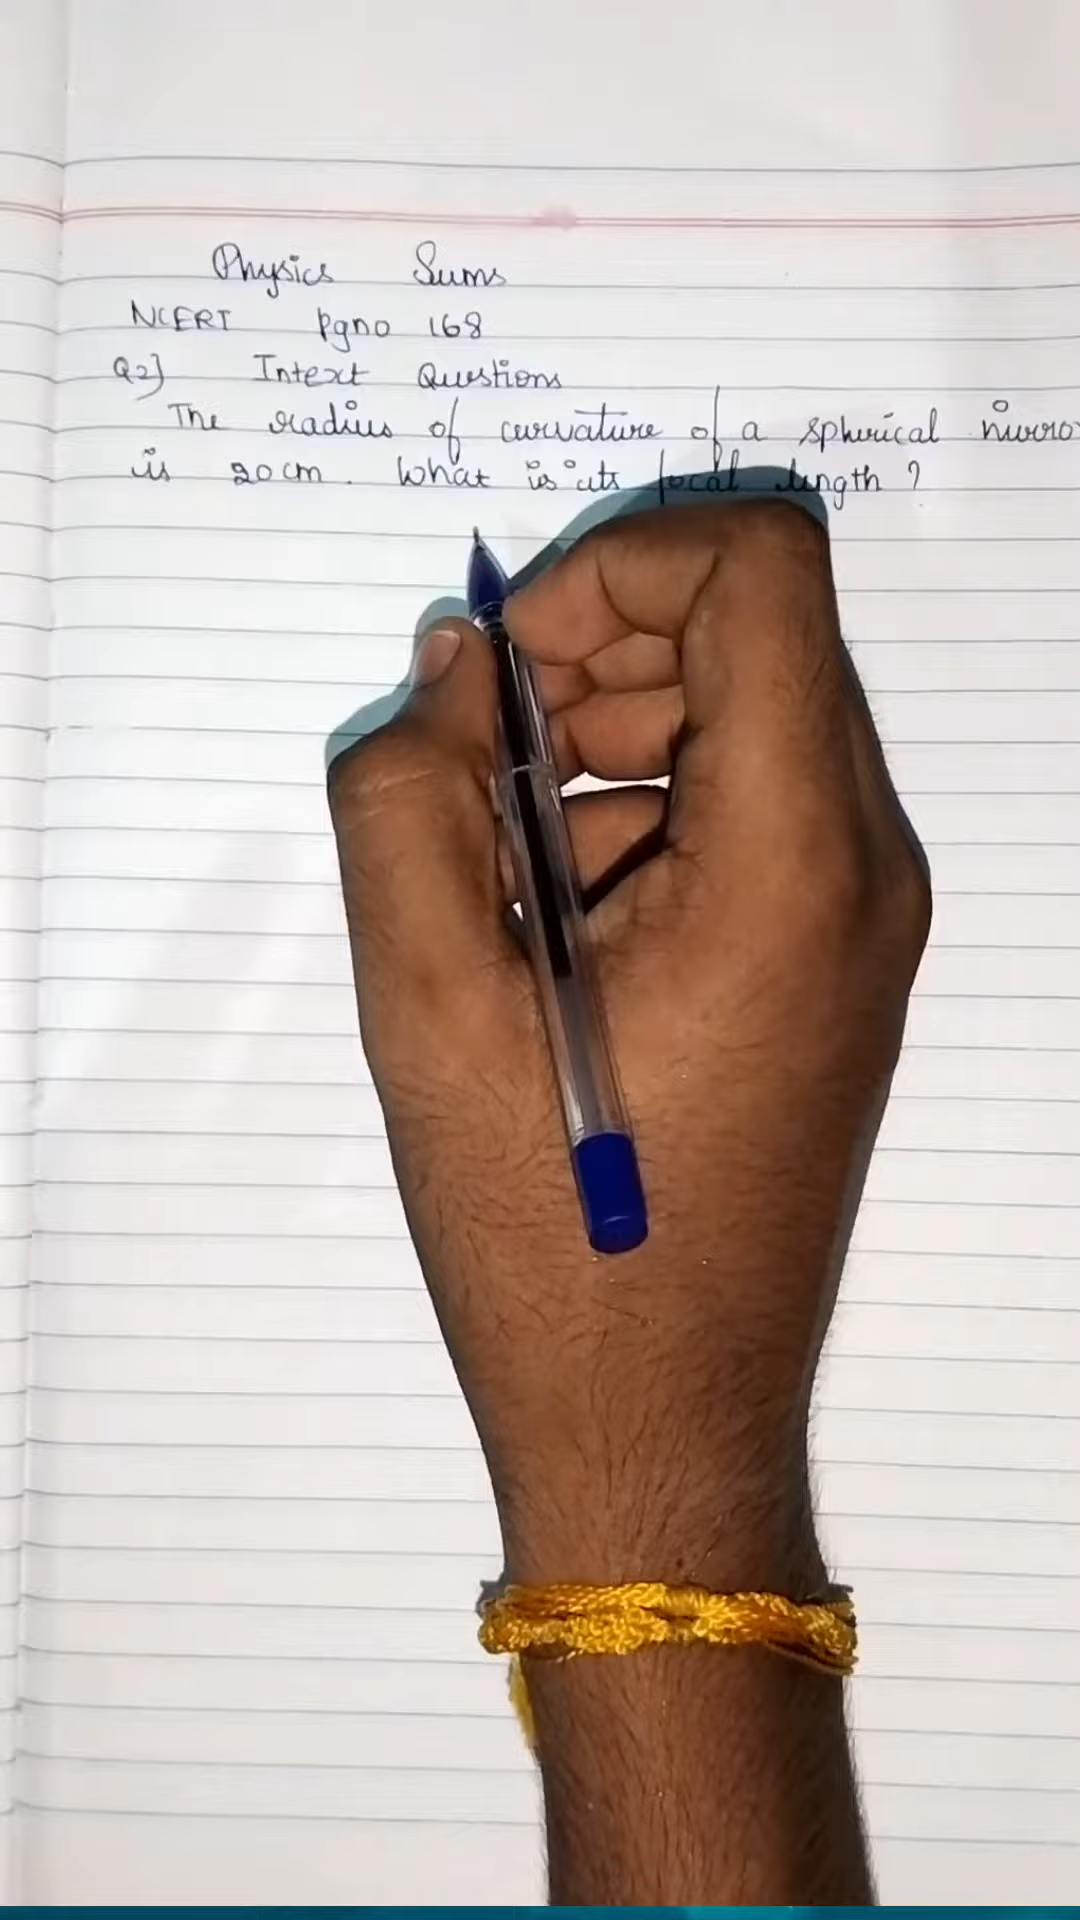 Physics Sums
NCERT Pgno 168
Q2] Intext Questions
The radius of curvature of a spherical mirror
is 20cm. What is its focal length ?